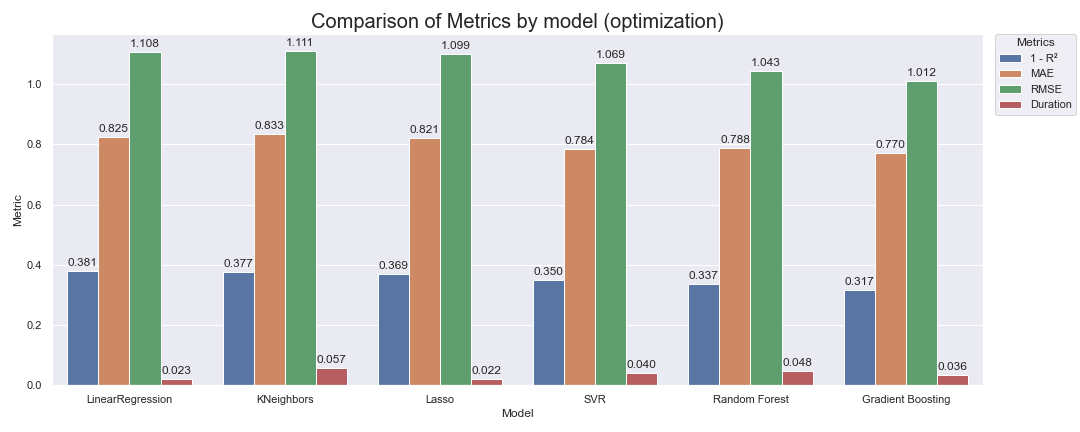 Comparison of Metrics by model (optimization)
Metrics
1 - R²
MAE
RMSE
Duration
Metric
1.0
0.8
0.6
0.4
0.2
0.0
0.381
0.825
1.108
0.023
0.377
0.833
1.111
0.057
0.369
0.821
1.099
0.022
0.350
0.784
1.069
0.040
0.337
0.788
1.043
0.048
0.317
0.770
1.012
0.036
LinearRegression
KNeighbors
Lasso
SVR
Random Forest
Gradient Boosting
Model